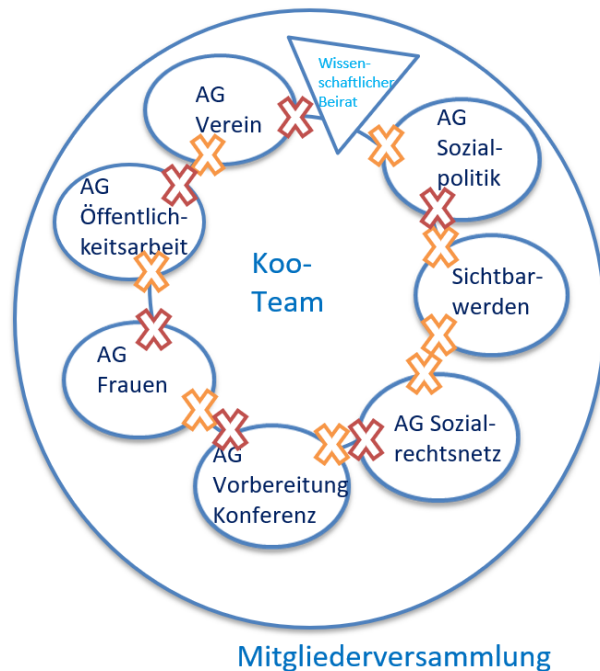 Wissen-
schaftlicher
Beirat
AG
Verein
AG
Sozial-
politik
AG
Öffentlich-
keitsarbeit
Koo-
Team
Sichtbar-
werden
AG
Frauen
AG Sozial-
rechtsnetz
AG
Vorbereitung
Konferenz
Mitgliederversammlung